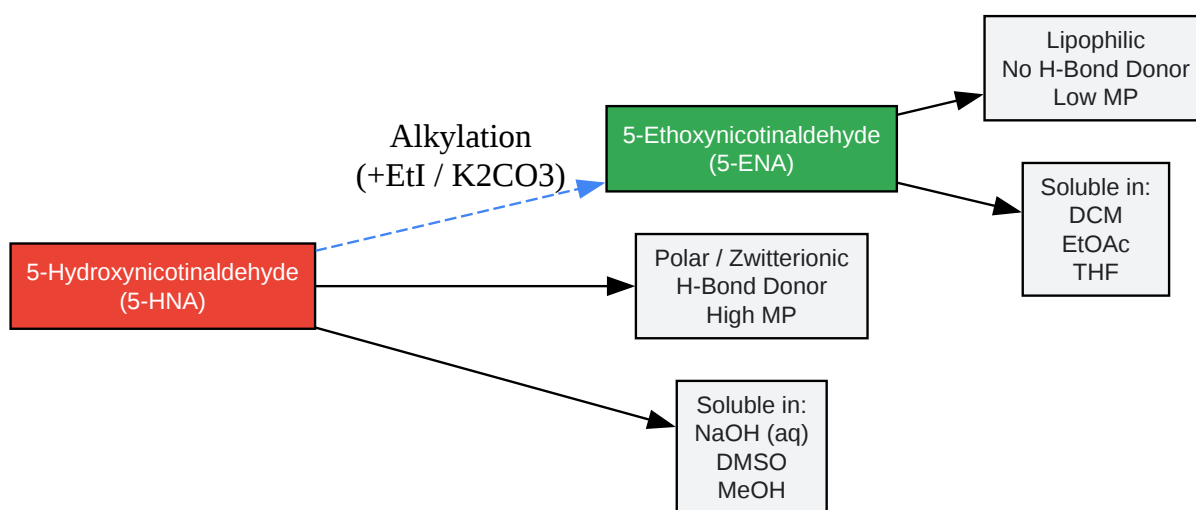 Lipophilic
No H-Bond Donor
Low MP
Alkylation
(+EtI / K2CO3)
5-Ethoxynicotinaldehyde
(5-ENA)
Soluble in:
DCM
EtOAc
THF
5-Hydroxynicotinaldehyde
(5-HNA)
Polar / Zwitterionic
H-Bond Donor
High MP
Soluble in:
NaOH (aq)
DMSO
MeOH